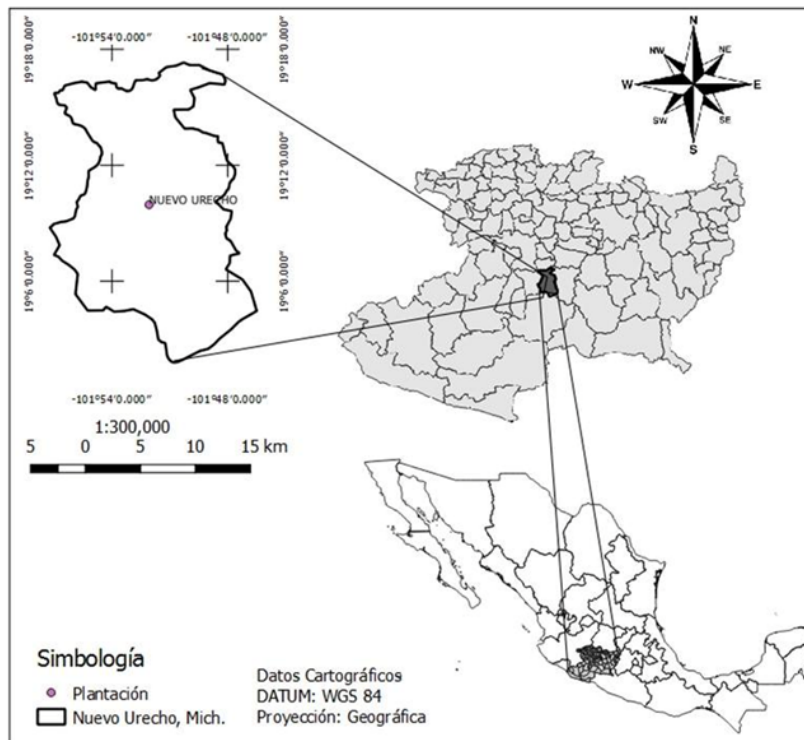 -101°54'0.000" -101°48'0.000"
19°18'0.000" 19°18'0.000"
19°12'0.000" 19°12'0.000"
19°6'0.000" 19°6'0.000"
NUEVO URECHO
-101°54'0.000" -101°48'0.000"
1:300,000
5 0 5 10 15 km
N
NW NE
W E
SW SE
S
Simbología
Plantación
Nuevo Urecho, Mich.
Datos Cartográficos
DATUM: WGS 84
Proyección: Geográfica